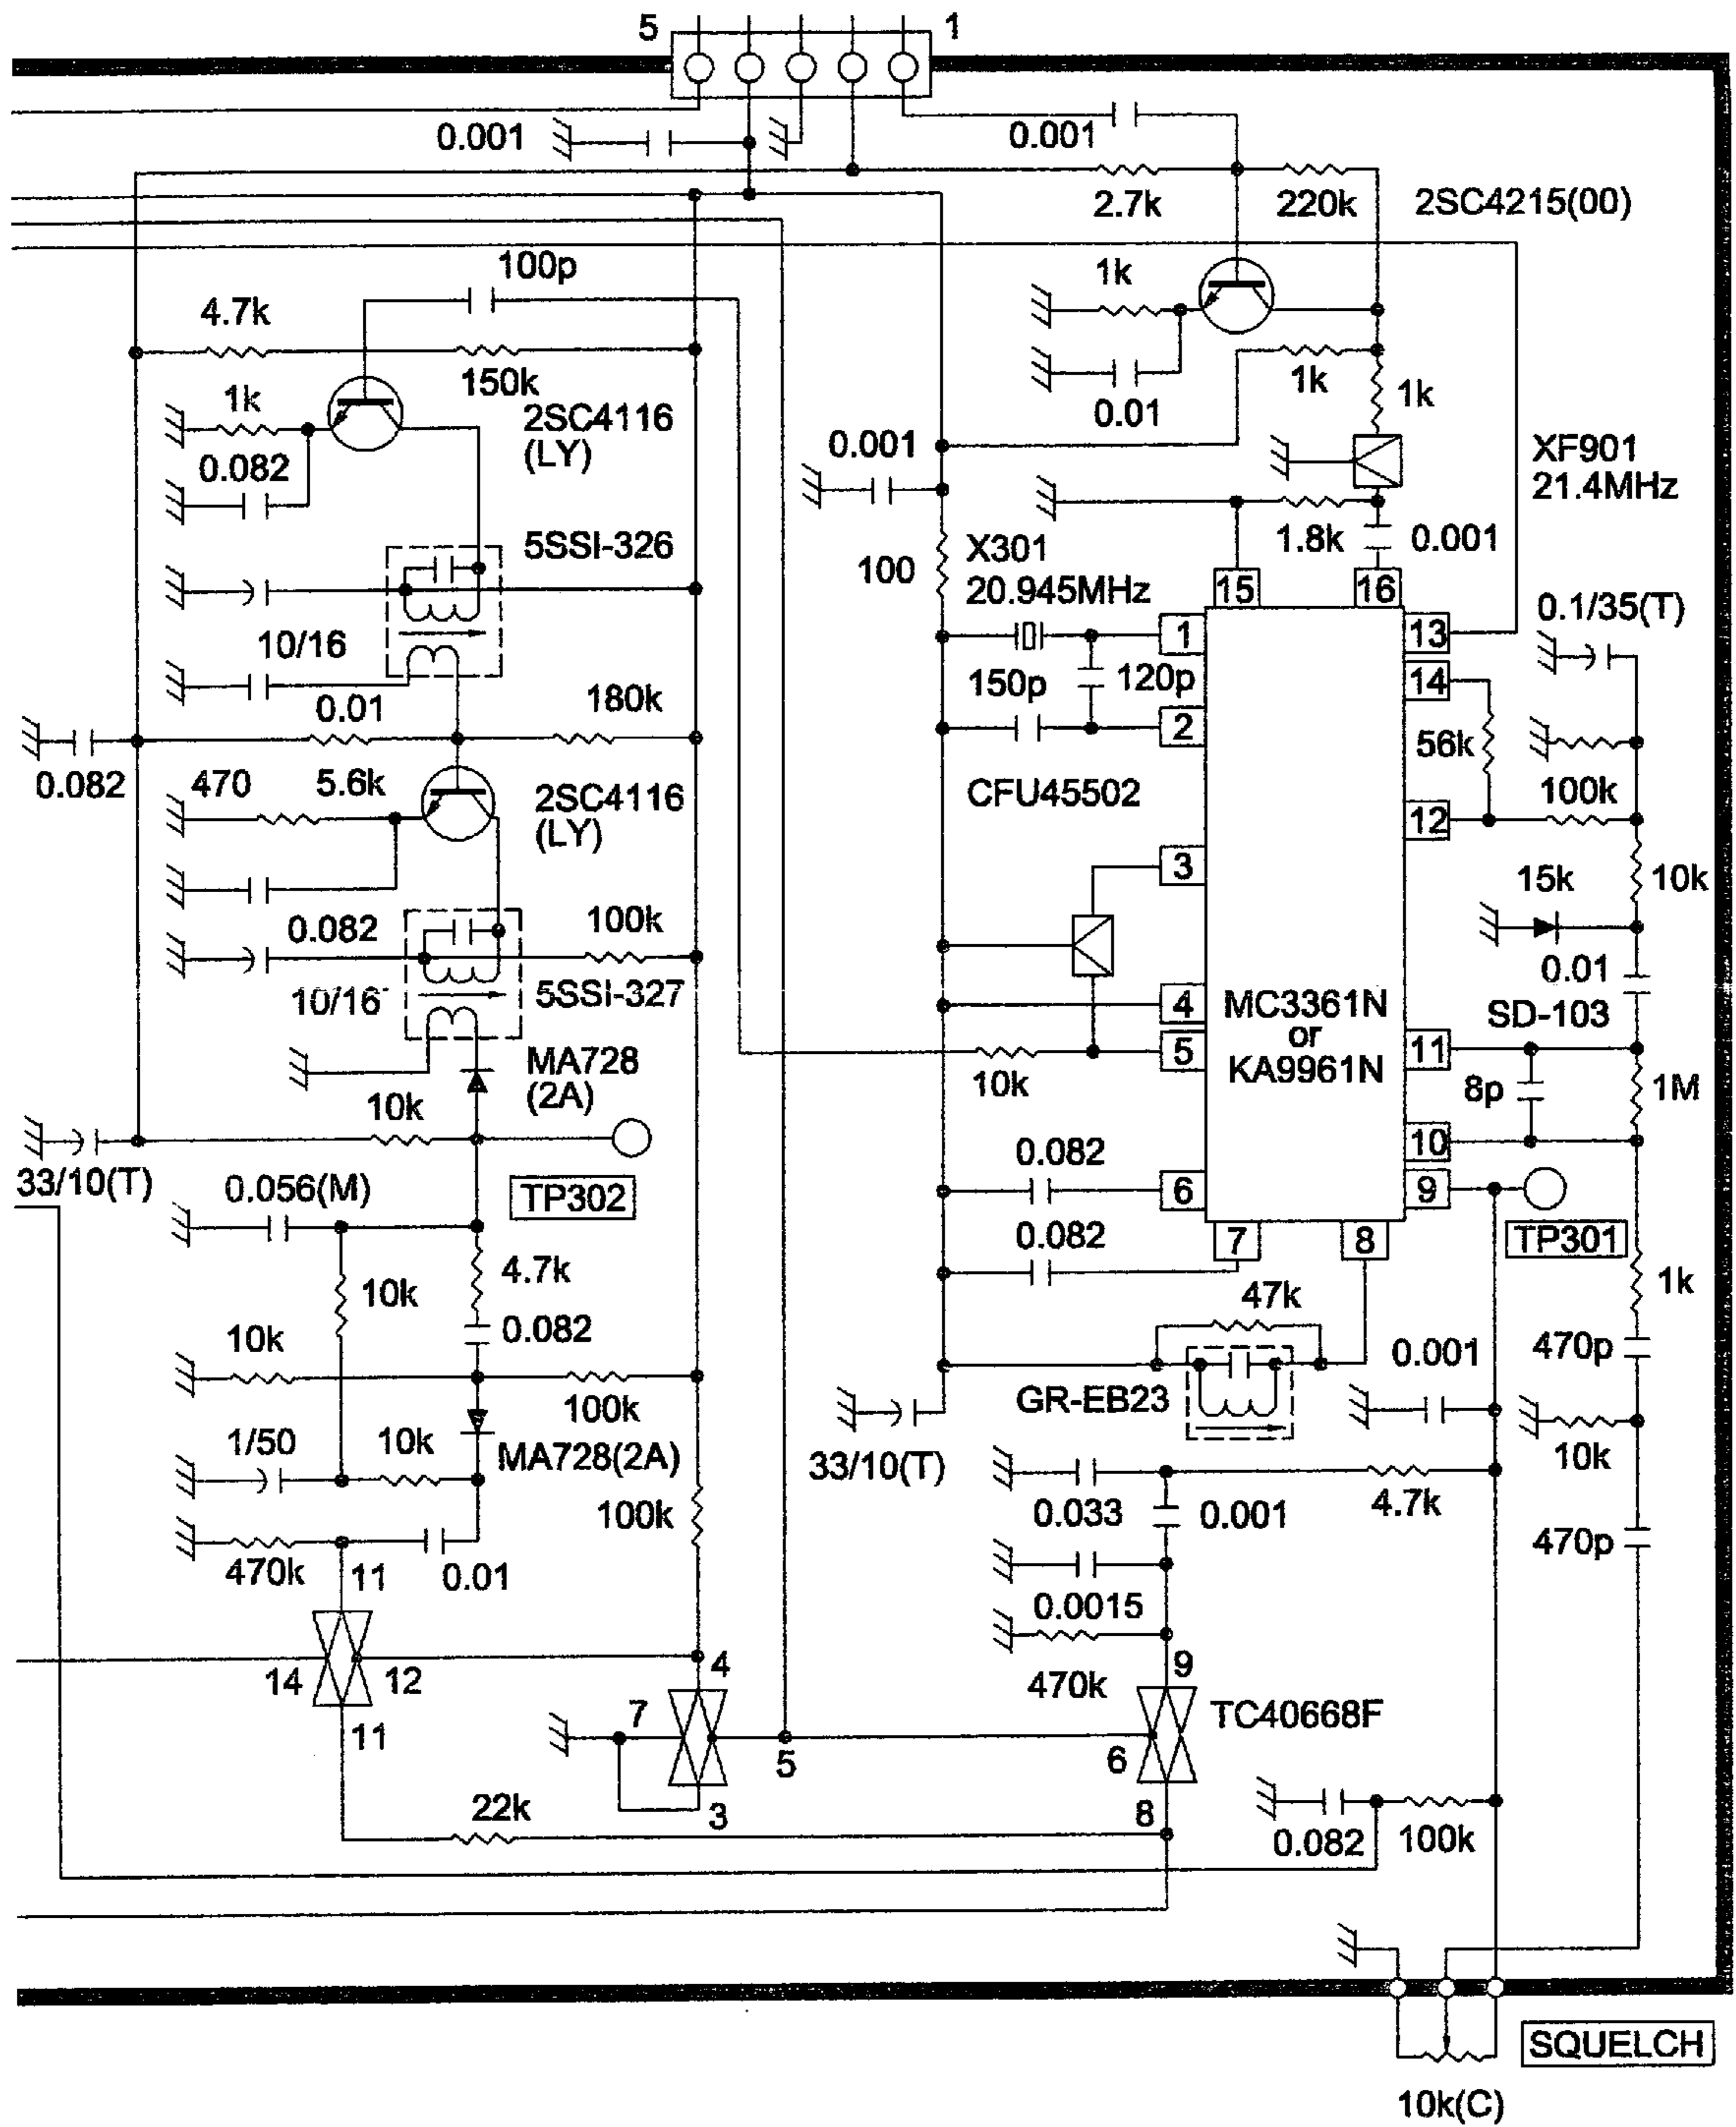 5
1
0.001
0.001
2.7k
220k
2SC4215(00)
100p
1k
4.7k
150k
1k
1k
1k
2SC4116
(LY)
0.01
0.082
0.001
XF901
21.4MHz
5SSI-326
1.8k
0.001
100
X301
20.945MHz
15
16
0.1/35(T)
10/16
1
13
150p
120p
14
0.01
180k
2
56k
0.082
470
5.6k
2SC4116
(LY)
CFU45502
100k
12
3
15k
10k
0.082
100k
0.01
10/16
5SSI-327
4
MC3361N
or
KA9961N
SD-103
5
11
MA728
(2A)
10k
8p
1M
10k
10
33/10(T)
0.056(M)
TP302
0.082
6
9
0.082
7
8
TP301
4.7k
10k
47k
1k
0.082
10k
0.001
470p
GR-EB23
100k
1/50
10k
MA728(2A)
33/10(T)
10k
100k
0.033
0.001
4.7k
470k
11
0.01
470p
0.0015
14
12
4
470k
9
11
7
TC40668F
5
6
22k
3
8
0.082
100k
SQUELCH
10k(C)